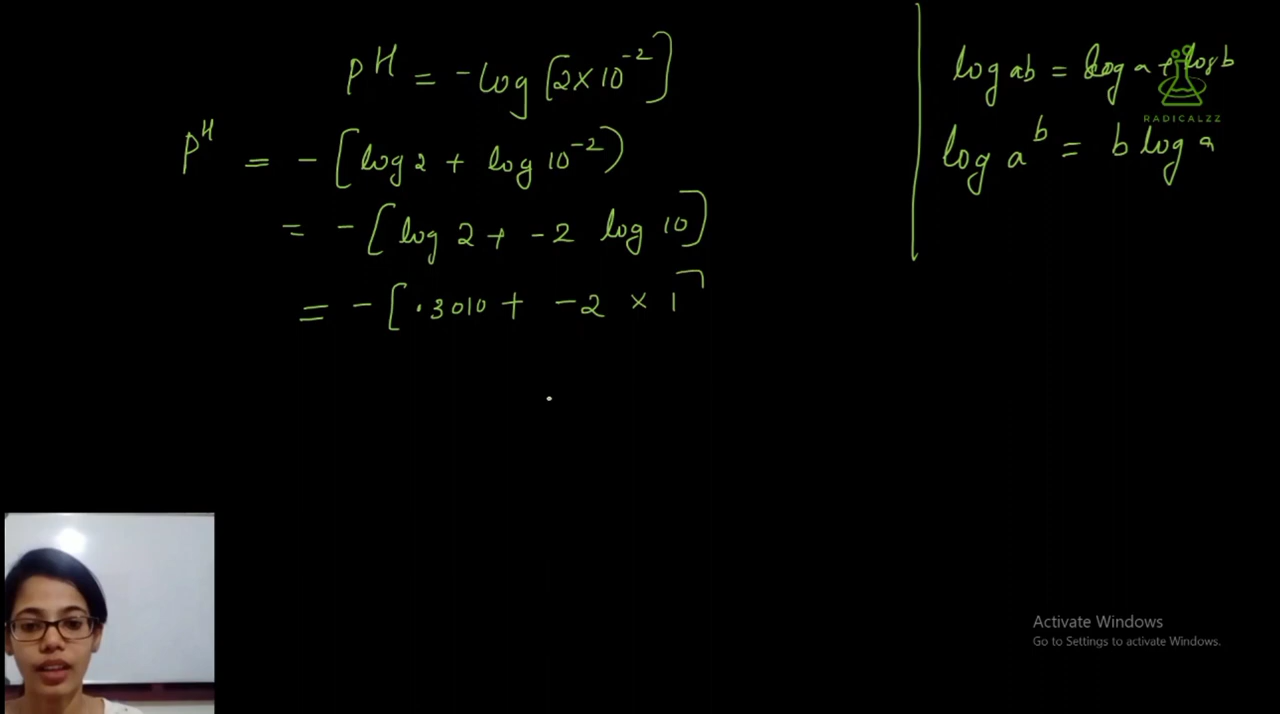 pH = -log [2×10⁻²]
pH = - [log 2 + log 10⁻²)
= - [log 2 + -2 log 10]
= - [.3010 + -2 × 1]
log ab = log a + log b
RADICALZZ
log aᵇ = b log a
Activate Windows
Go to Settings to activate Windows.